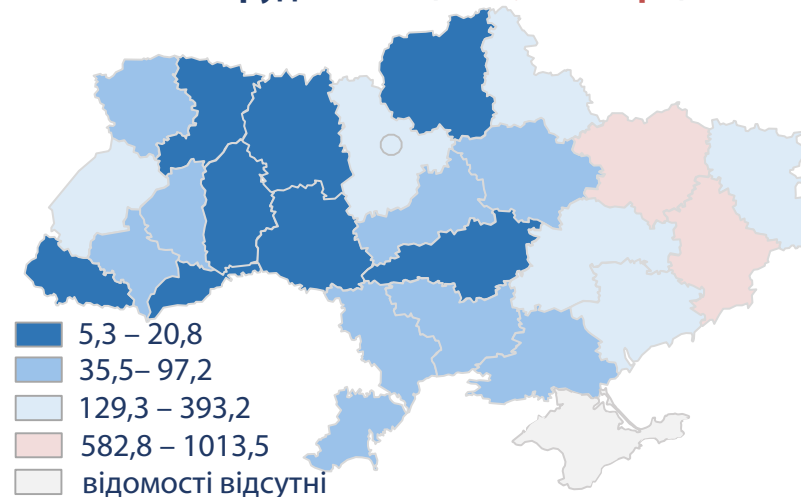 5,3 – 20,8
35,5– 97,2
129,3 – 393,2
582,8 – 1013,5
відомості відсутні